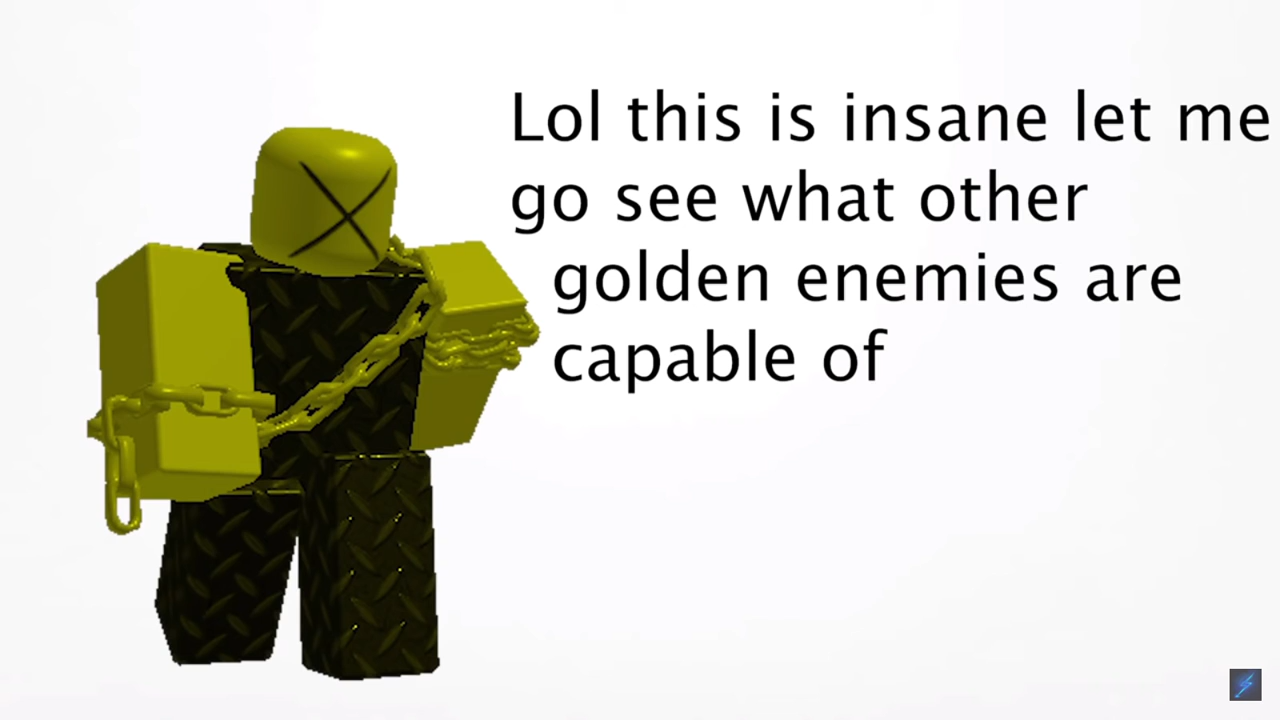 Lol this is insane let me
go see what other
golden enemies are
capable of